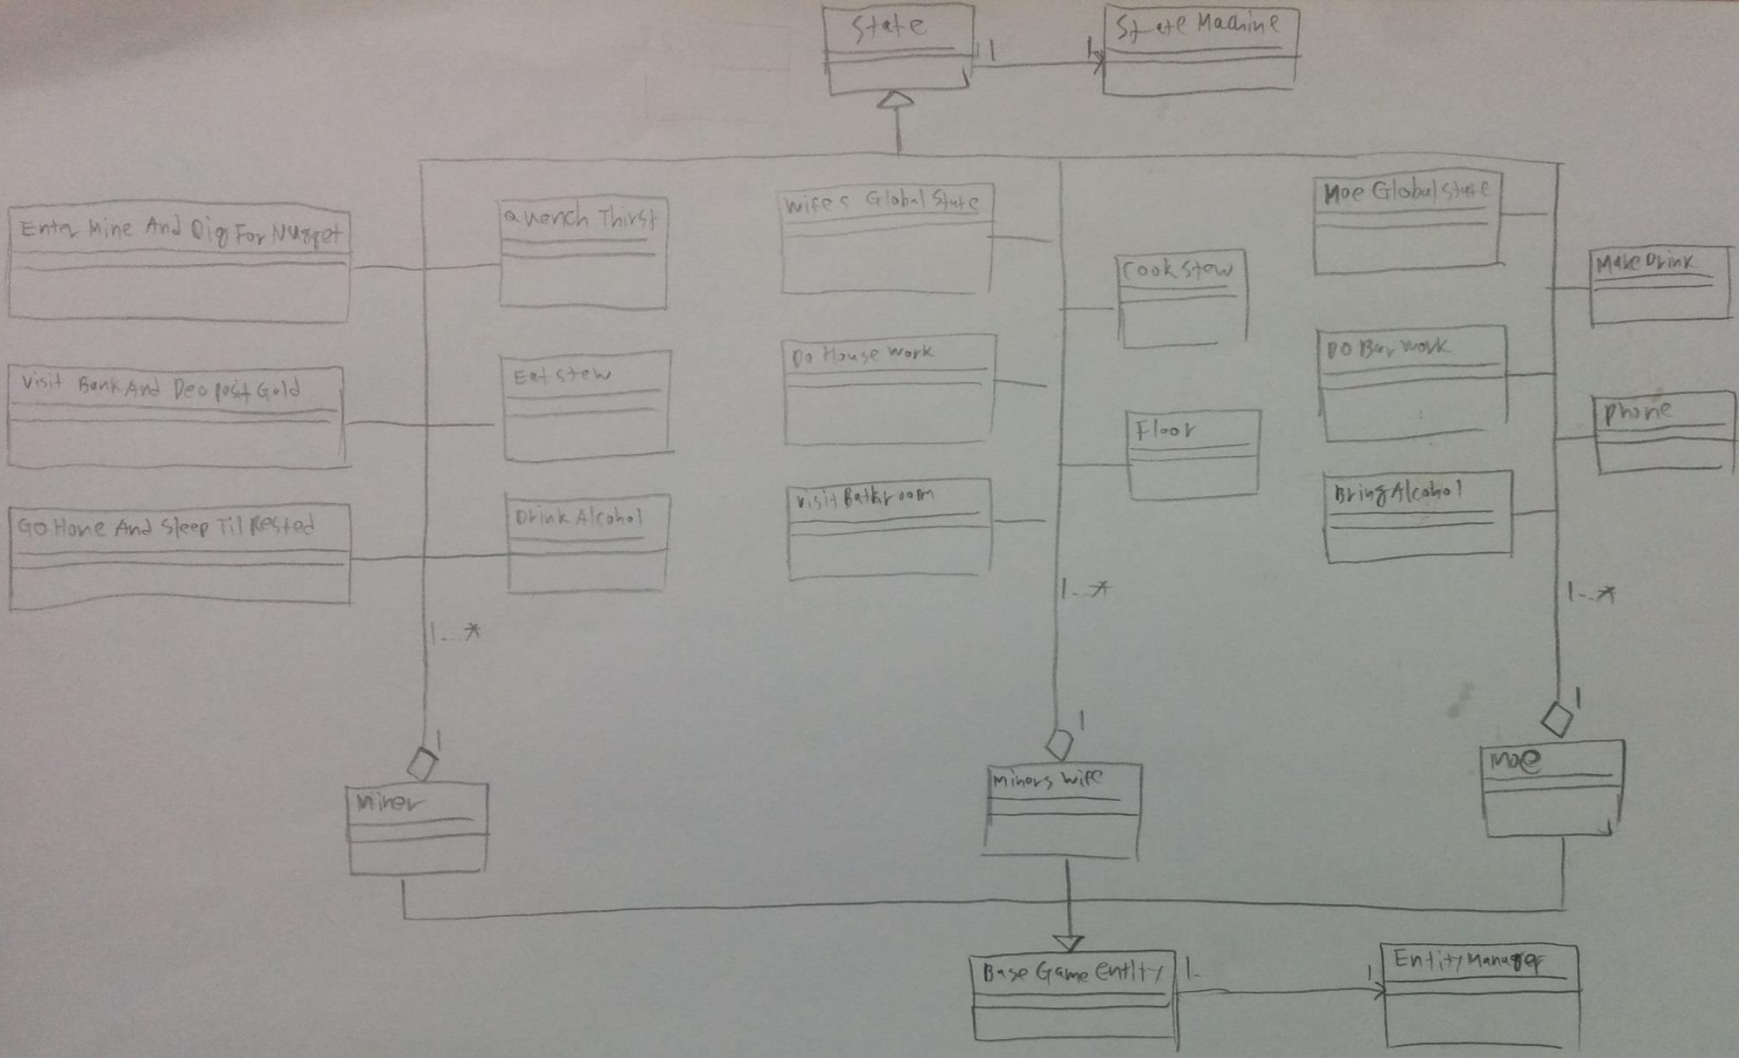 State
State Machine
1
1
Enter Mine And Dig For Nugget
Quench Thirst
Wifes Global State
Moe Global State
Cook Stew
Make Drink
Visit Bank And Deoposit Gold
Eat Stew
Do House Work
Do Bar Work
Floor
Phone
Go Home And Sleep Til Rested
Drink Alcohol
Visit Bathroom
Bring Alcohol
1...*
1...*
1...*
1
1
1
Miner
Miners Wife
Moe
Base Game Entity
1
1
Entity Manager